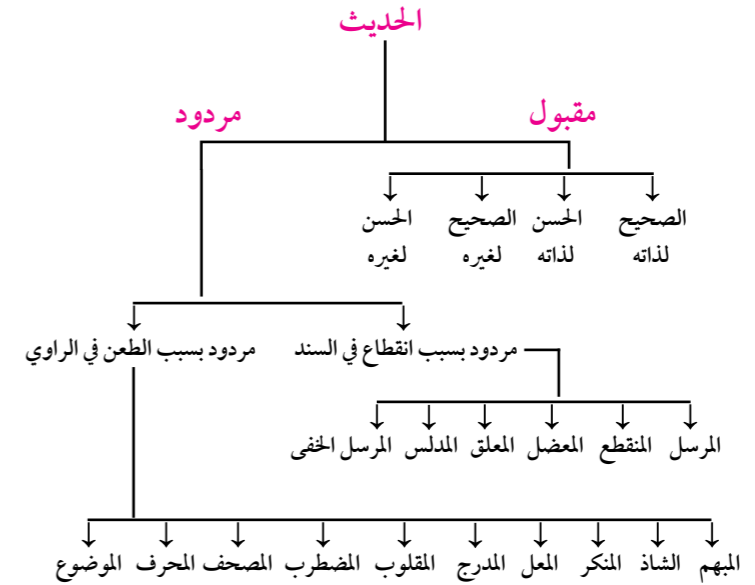 الحديث
مقبول مردود
الصحيح الحسن الصحيح الحسن
لذاته لذاته لغيره لغيره
مردود بسبب انقطاع في السند مردود بسبب الطعن في الراوي
المرسل المنقطع المعضل المعلق المدلس المرسل الخفى
المبهم الشاذ المنكر المعل المدرج المقلوب المضطرب المصحف المحرف الموضوع